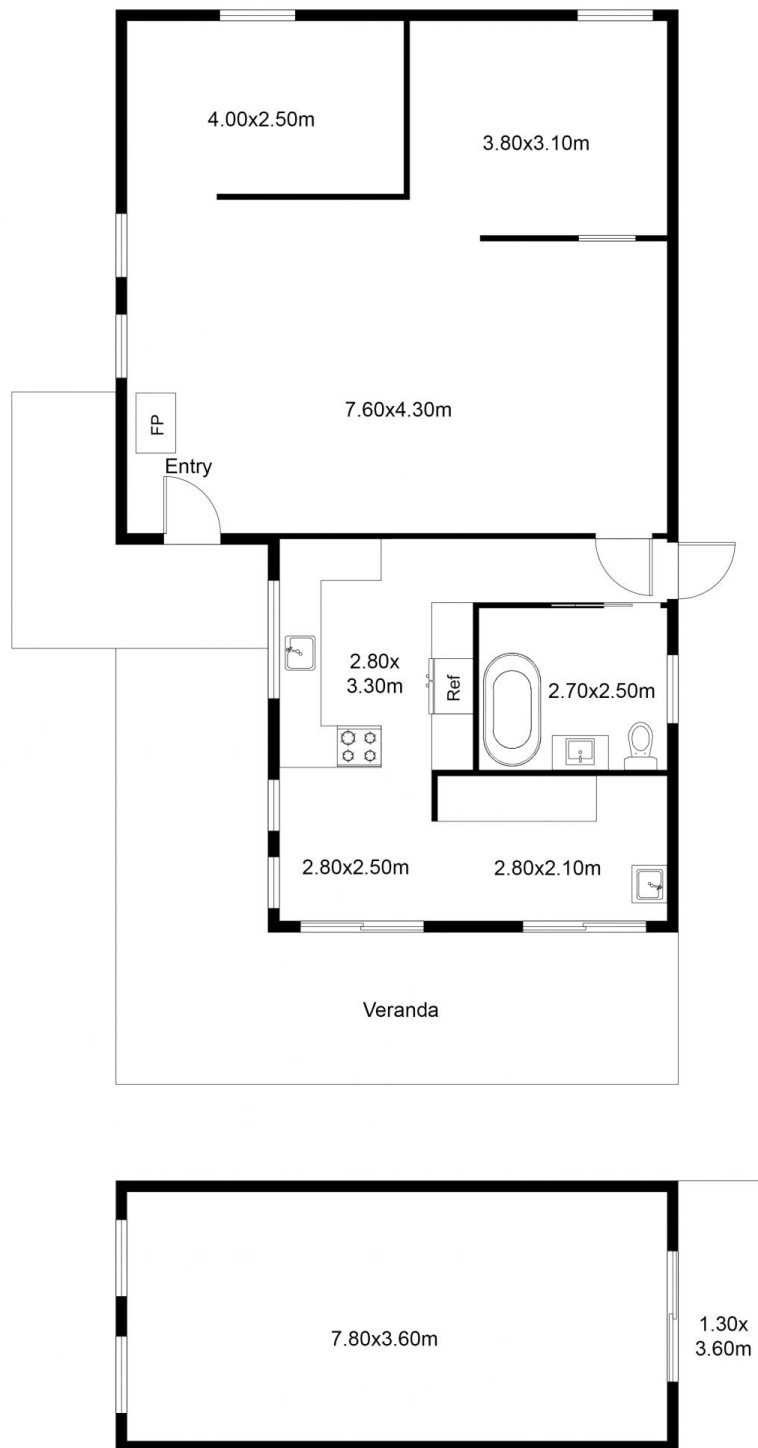 4.00x2.50m
3.80x3.10m
7.60x4.30m
FP
Entry
2.80x
3.30m
Ref
2.70x2.50m
2.80x2.50m
2.80x2.10m
Veranda
7.80x3.60m
1.30x
3.60m